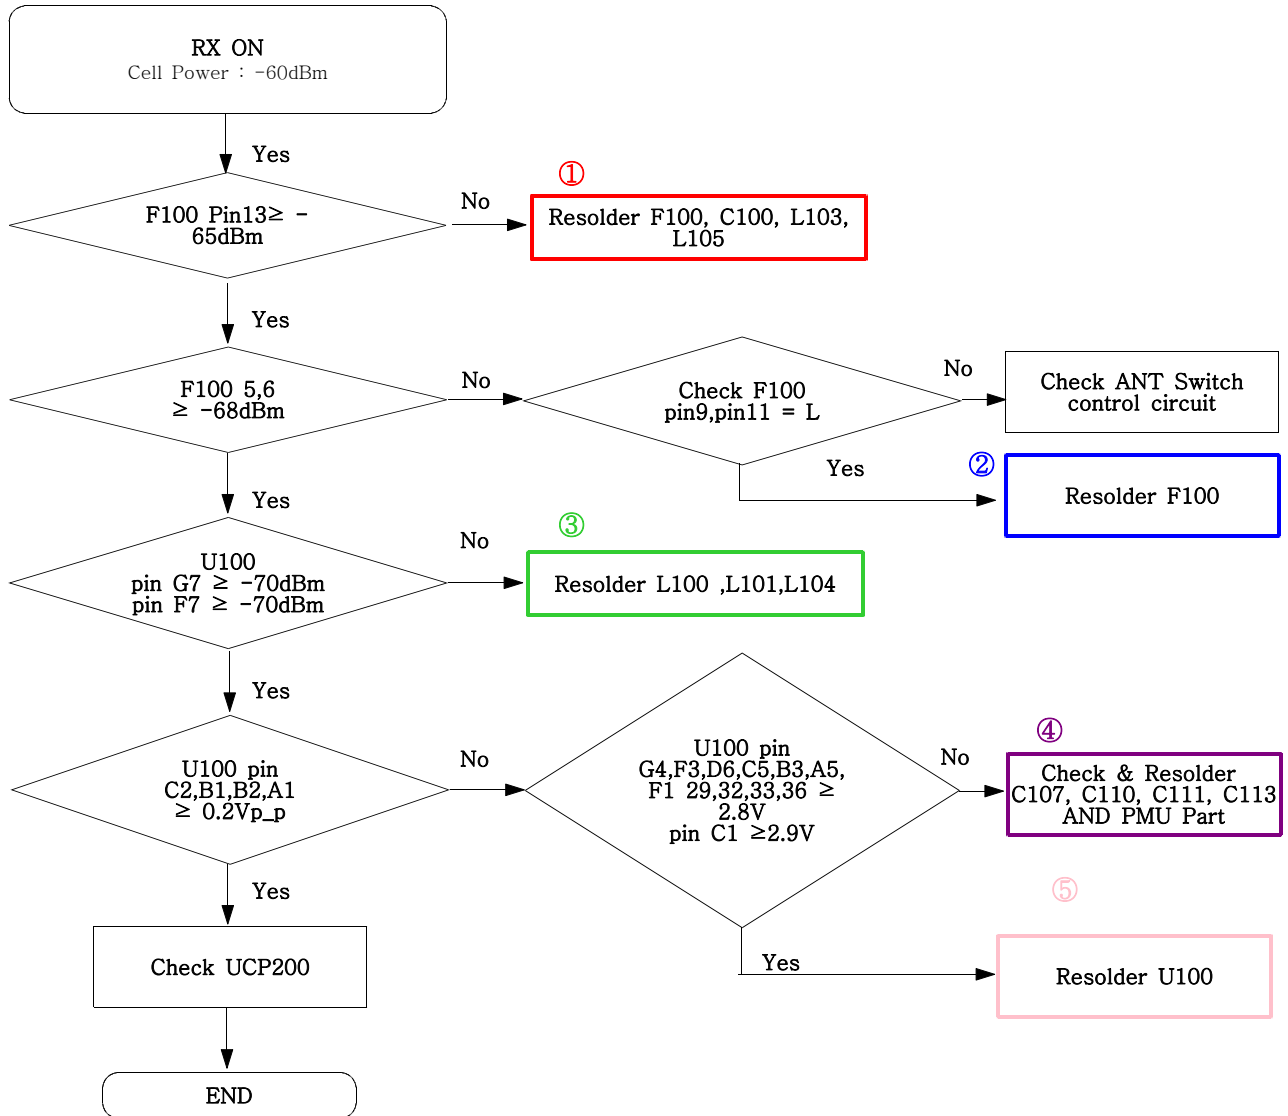 RX ON
Cell Power : -60dBm
Yes
①
F100 Pin13≥ -
65dBm
No
Resolder F100, C100, L103,
L105
Yes
F100 5,6
≥ -68dBm
No
Check F100
pin9,pin11 = L
No
Check ANT Switch
control circuit
Yes
②
Resolder F100
Yes
U100
pin G7 ≥ -70dBm
pin F7 ≥ -70dBm
No
③
Resolder L100 ,L101,L104
Yes
U100 pin
C2,B1,B2,A1
≥ 0.2Vp_p
No
U100 pin
G4,F3,D6,C5,B3,A5,
F1 29,32,33,36 ≥
2.8V
pin C1 ≥2.9V
No
④
Check & Resolder
C107, C110, C111, C113
AND PMU Part
Yes
⑤
Resolder U100
Yes
Check UCP200
END